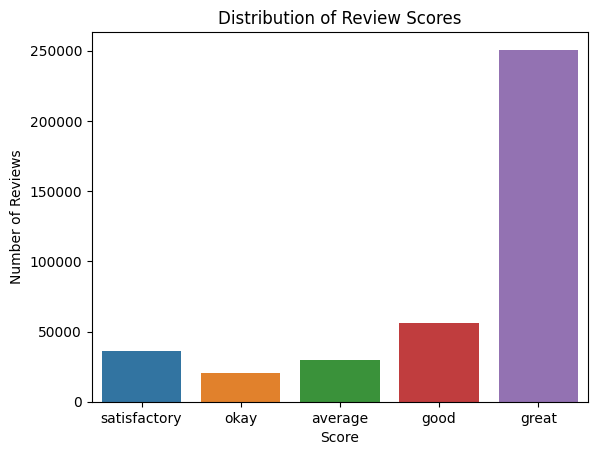 Distribution of Review Scores
Number of Reviews
250000
200000
150000
100000
50000
0
satisfactory okay average good great
Score